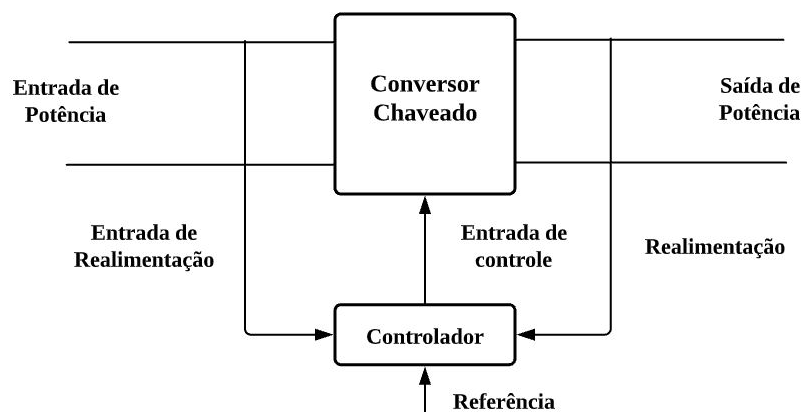 Entrada de
Potência
Conversor
Chaveado
Saída de
Potência
Entrada de
Realimentação
Entrada de
controle
Realimentação
Controlador
Referência